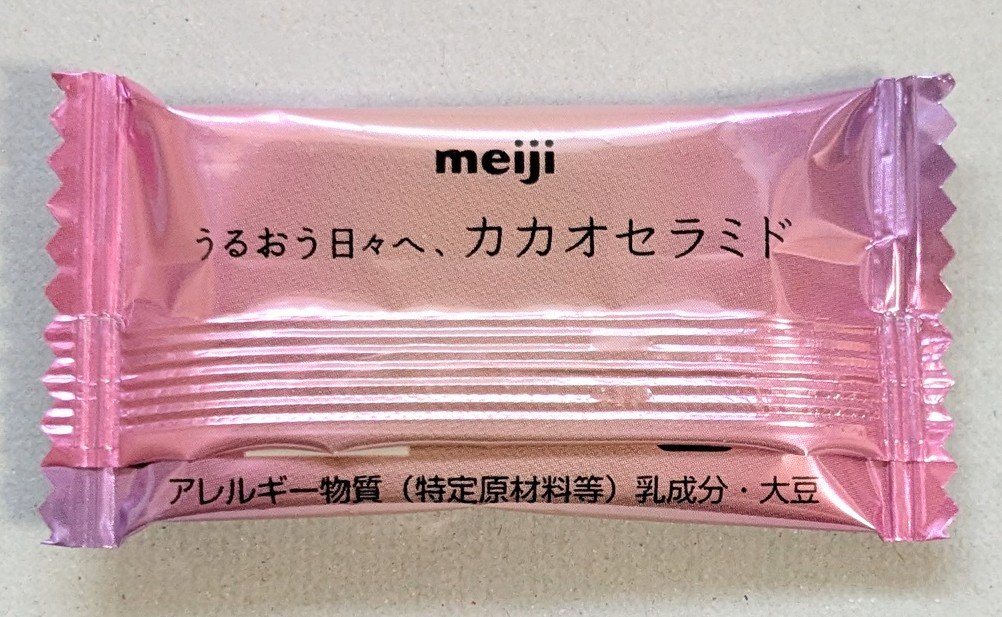 meiji
うるおう日々へ、カカオセラミド
アレルギー物質（特定原材料等）乳成分・大豆